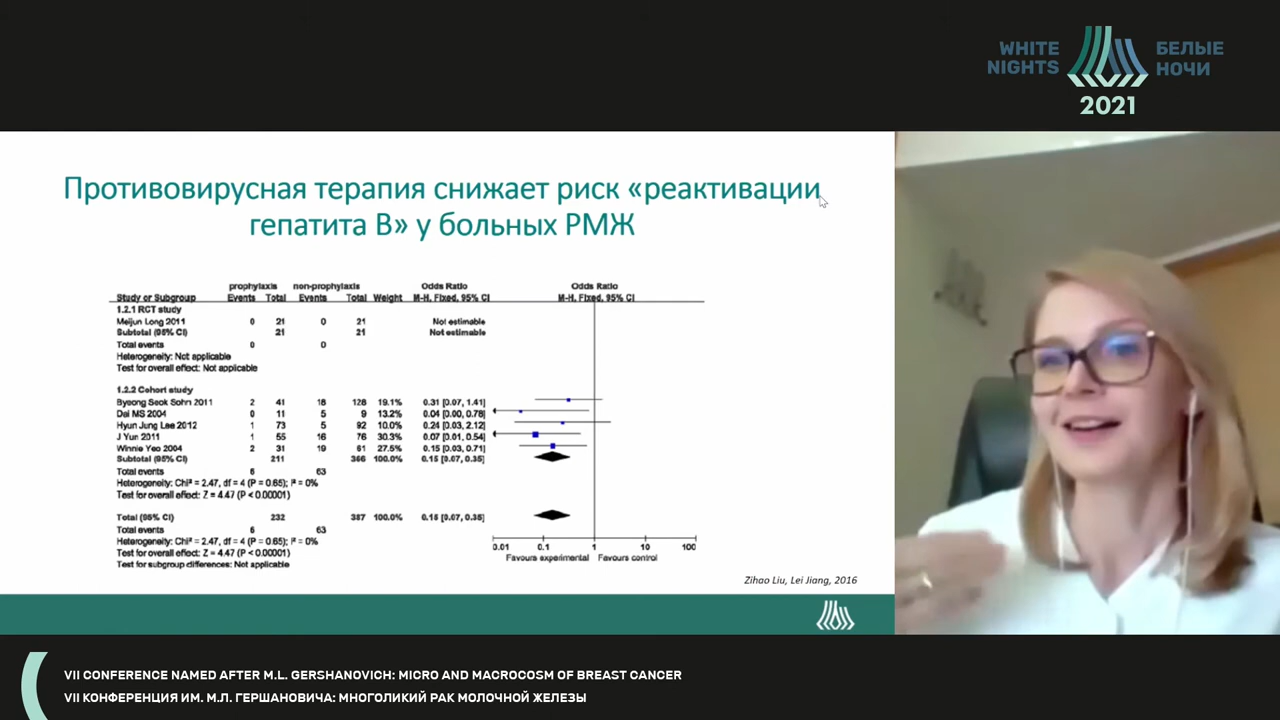 WHITE NIGHTS
БЕЛЫЕ НОЧИ
2021
Противовирусная терапия снижает риск «реактивации
гепатита В» у больных РМЖ
prophylaxis non-prophylaxis Odds Ratio Odds Ratio
Study or Subgroup Events Total Events Total Weight M-H, Fixed, 95% CI M-H, Fixed, 95% CI
1.2.1 RCT study
Meijun Long 2011 0 21 0 21 Not estimable
Subtotal (95% CI) 21 21 Not estimable
Total events 0 0
Heterogeneity: Not applicable
Test for overall effect: Not applicable
1.2.2 Cohort study
Byeong Seok Sohn 2011 2 41 18 128 19.1% 0.31 [0.07, 1.41]
Dai MS 2004 0 11 5 9 13.2% 0.04 [0.00, 0.78]
Hyun Jung Lee 2012 1 73 5 92 10.0% 0.24 [0.03, 2.12]
J Yun 2011 1 55 16 76 30.3% 0.07 [0.01, 0.54]
Winnie Yeo 2004 2 31 19 61 27.5% 0.15 [0.03, 0.71]
Subtotal (95% CI) 211 366 100.0% 0.15 [0.07, 0.35]
Total events 6 63
Heterogeneity: Chi² = 2.47, df = 4 (P = 0.65); I² = 0%
Test for overall effect: Z = 4.47 (P < 0.00001)
Total (95% CI) 232 387 100.0% 0.15 [0.07, 0.35]
Total events 6 63
Heterogeneity: Chi² = 2.47, df = 4 (P = 0.65); I² = 0%
Test for overall effect: Z = 4.47 (P < 0.00001)
Test for subgroup differences: Not applicable
0.01 0.1 1 10 100
Favours experimental Favours control
Zihao Liu, Lei Jiang, 2016
VII CONFERENCE NAMED AFTER M.L. GERSHANOVICH: MICRO AND MACROCOSM OF BREAST CANCER
VII КОНФЕРЕНЦИЯ ИМ. М.Л. ГЕРШАНОВИЧА: МНОГОЛИКИЙ РАК МОЛОЧНОЙ ЖЕЛЕЗЫ